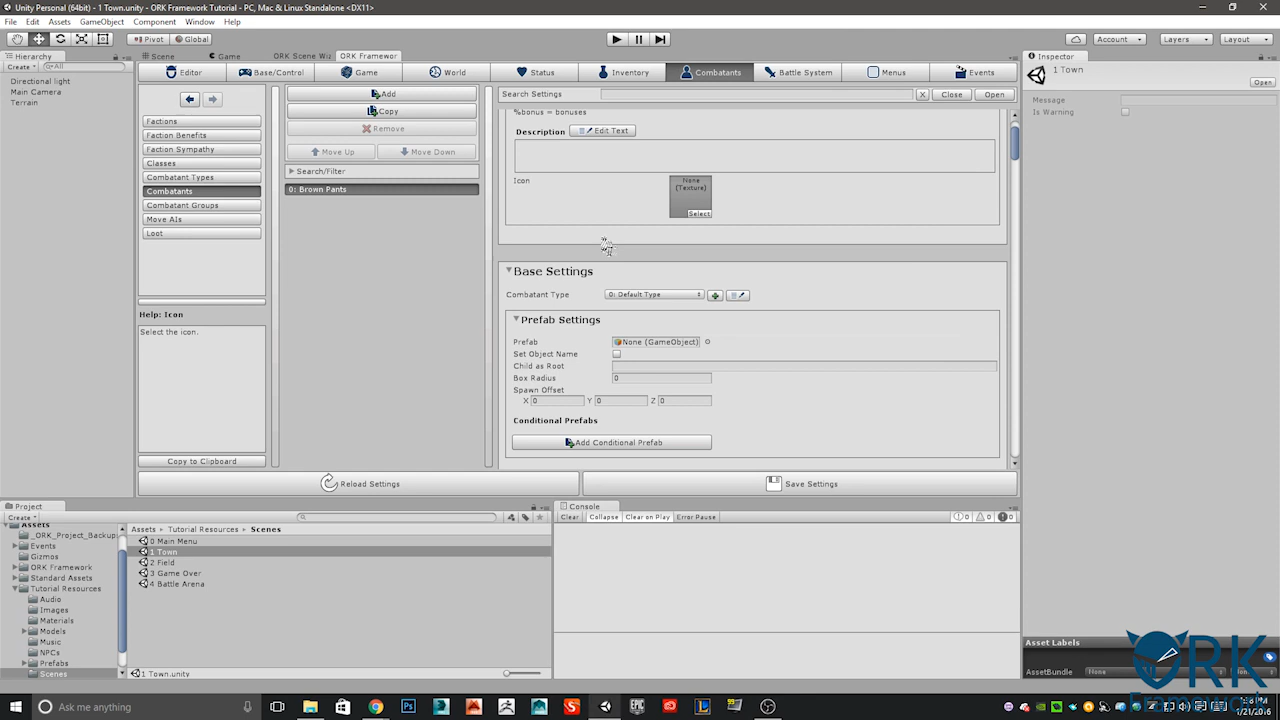 Unity Personal (64bit) - 1 Town.unity - ORK Framework Tutorial - PC, Mac & Linux Standalone <DX11>
File Edit Assets GameObject Component Window Help
Pivot Global Account Layers Layout
Hierarchy
Create All
Directional light
Main Camera
Terrain
Scene Game ORK Scene Wi ORK Framewor
Editor Base/Control Game World Status Inventory Combatants Battle System Menus Events
Factions
Faction Benefits
Faction Sympathy
Classes
Combatant Types
Combatants
Combatant Groups
Move AIs
Loot
Help: Icon
Select the icon.
Copy to Clipboard
Add
Copy
Remove
Move Up Move Down
Search/Filter
0: Brown Pants
Search Settings X Close Open
%bonus = bonuses
Description Edit Text
Icon
None
(Texture)
Select
Base Settings
Combatant Type 0: Default Type
Prefab Settings
Prefab None (GameObject)
Set Object Name
Child as Root
Box Radius 0
Spawn Offset
X 0 Y 0 Z 0
Conditional Prefabs
Add Conditional Prefab
Reload Settings Save Settings
Inspector
1 Town
Open
Message
Is Warning
Project
Create
Assets
_ORK_Project_Backup
Events
Gizmos
ORK Framework
Standard Assets
Tutorial Resources
Audio
Images
Materials
Models
Music
NPCs
Prefabs
Scenes
Assets Tutorial Resources Scenes
0 Main Menu
1 Town
2 Field
3 Game Over
4 Battle Arena
1 Town.unity
Console
Clear Collapse Clear on Play Error Pause 0 0 0
Asset Labels
AssetBundle None
ORK
Framework
Ask me anything
1/21/2016